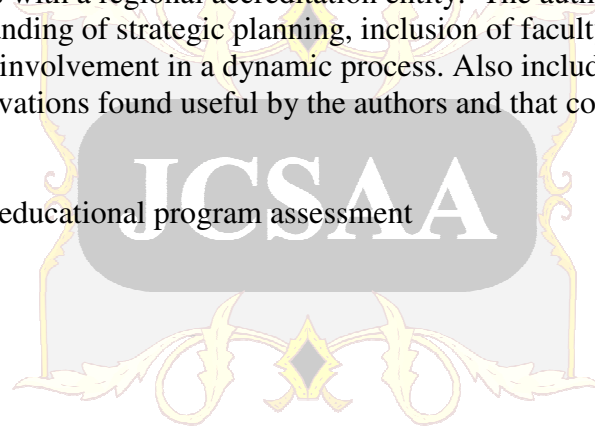 with a regional accreditation entity. The auth
nding of strategic planning, inclusion of facult
involvement in a dynamic process. Also includ
vations found useful by the authors and that co
JCSAA
educational program assessment